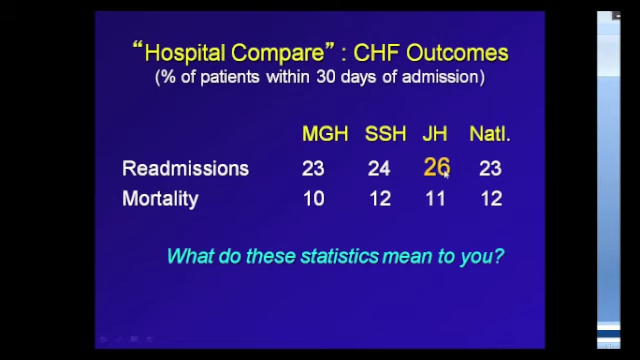 “Hospital Compare” : CHF Outcomes
(% of patients within 30 days of admission)
MGH SSH JH Natl.
Readmissions 23 24 26 23
Mortality 10 12 11 12
What do these statistics mean to you?